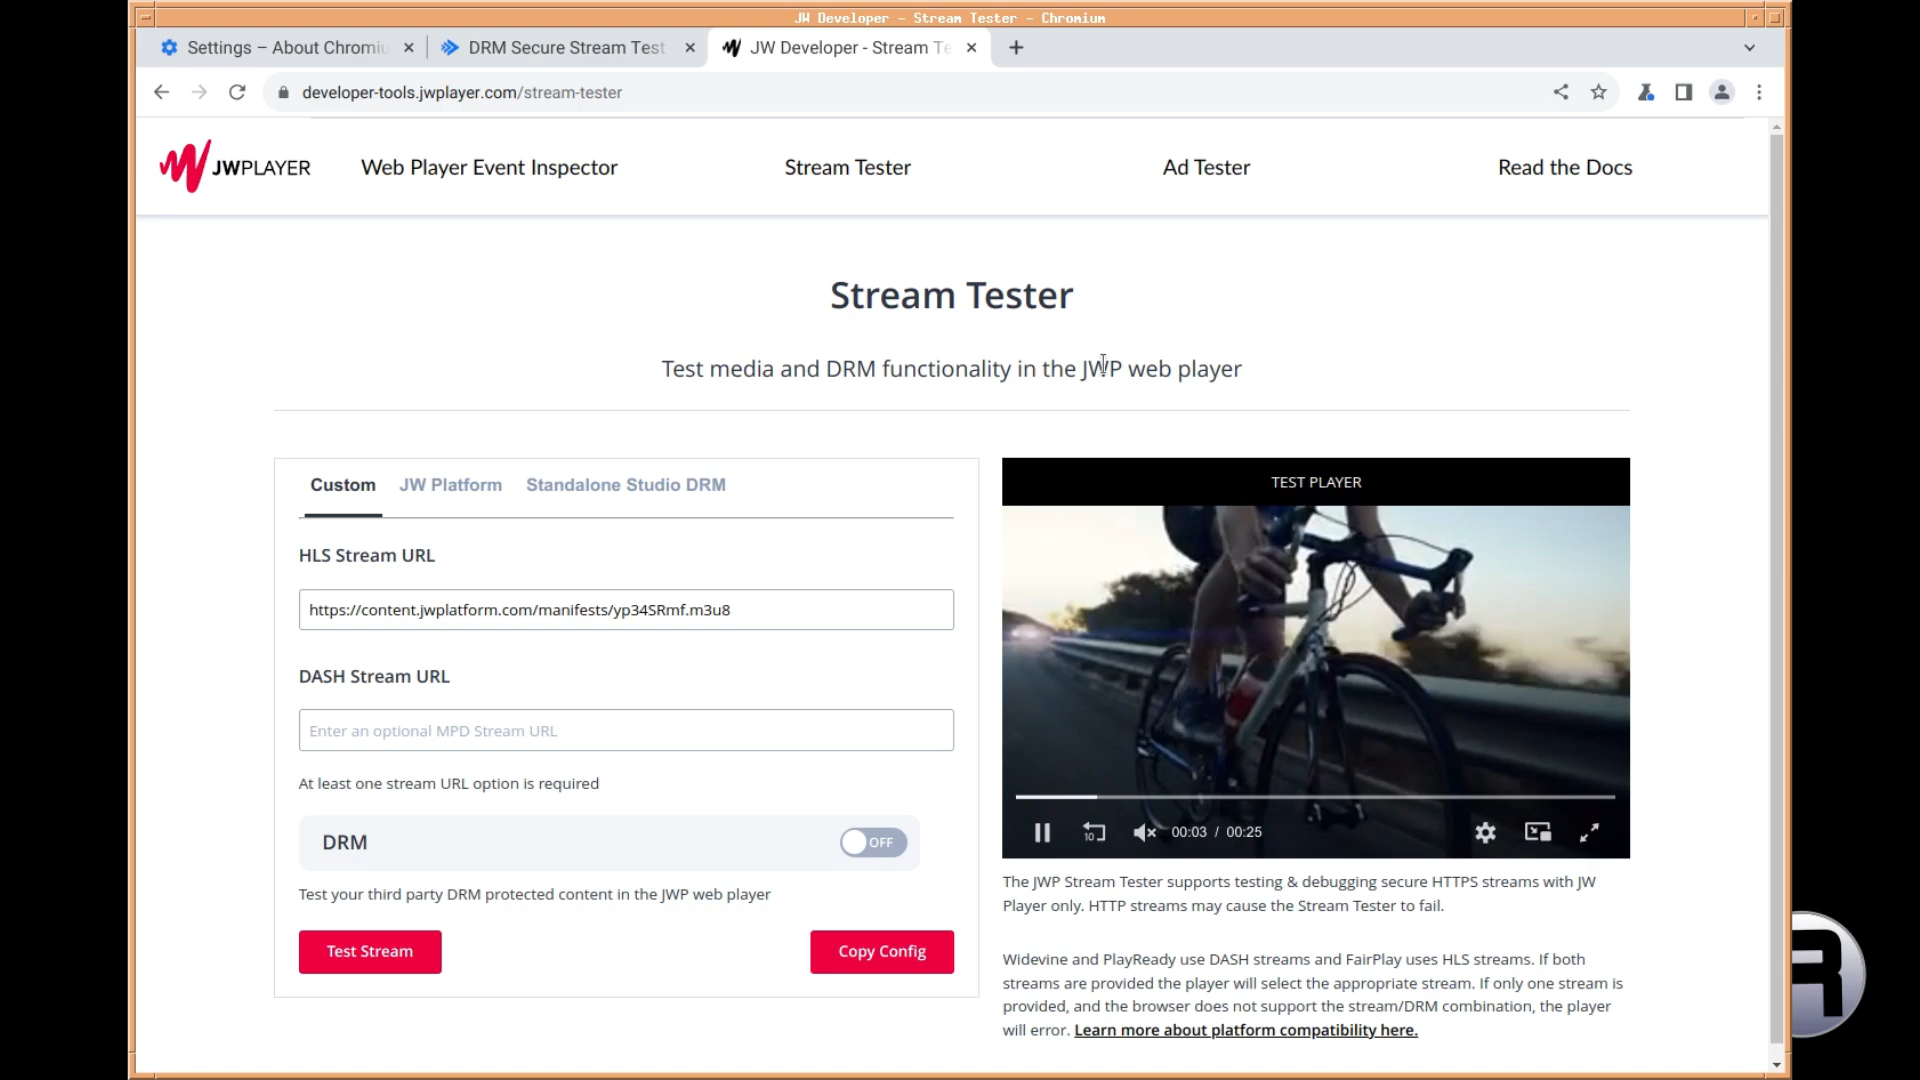 JW Developer - Stream Tester - Chromium
Settings – About Chromiu
DRM Secure Stream Test
JW Developer - Stream Te
developer-tools.jwplayer.com/stream-tester
JWPLAYER
Web Player Event Inspector
Stream Tester
Ad Tester
Read the Docs
Stream Tester
Test media and DRM functionality in the JWP web player
Custom
JW Platform
Standalone Studio DRM
HLS Stream URL
https://content.jwplatform.com/manifests/yp34SRmf.m3u8
DASH Stream URL
Enter an optional MPD Stream URL
At least one stream URL option is required
DRM
OFF
Test your third party DRM protected content in the JWP web player
Test Stream
Copy Config
TEST PLAYER
10
00:03 / 00:25
The JWP Stream Tester supports testing & debugging secure HTTPS streams with JW
Player only. HTTP streams may cause the Stream Tester to fail.
Widevine and PlayReady use DASH streams and FairPlay uses HLS streams. If both
streams are provided the player will select the appropriate stream. If only one stream is
provided, and the browser does not support the stream/DRM combination, the player
will error. Learn more about platform compatibility here.
R